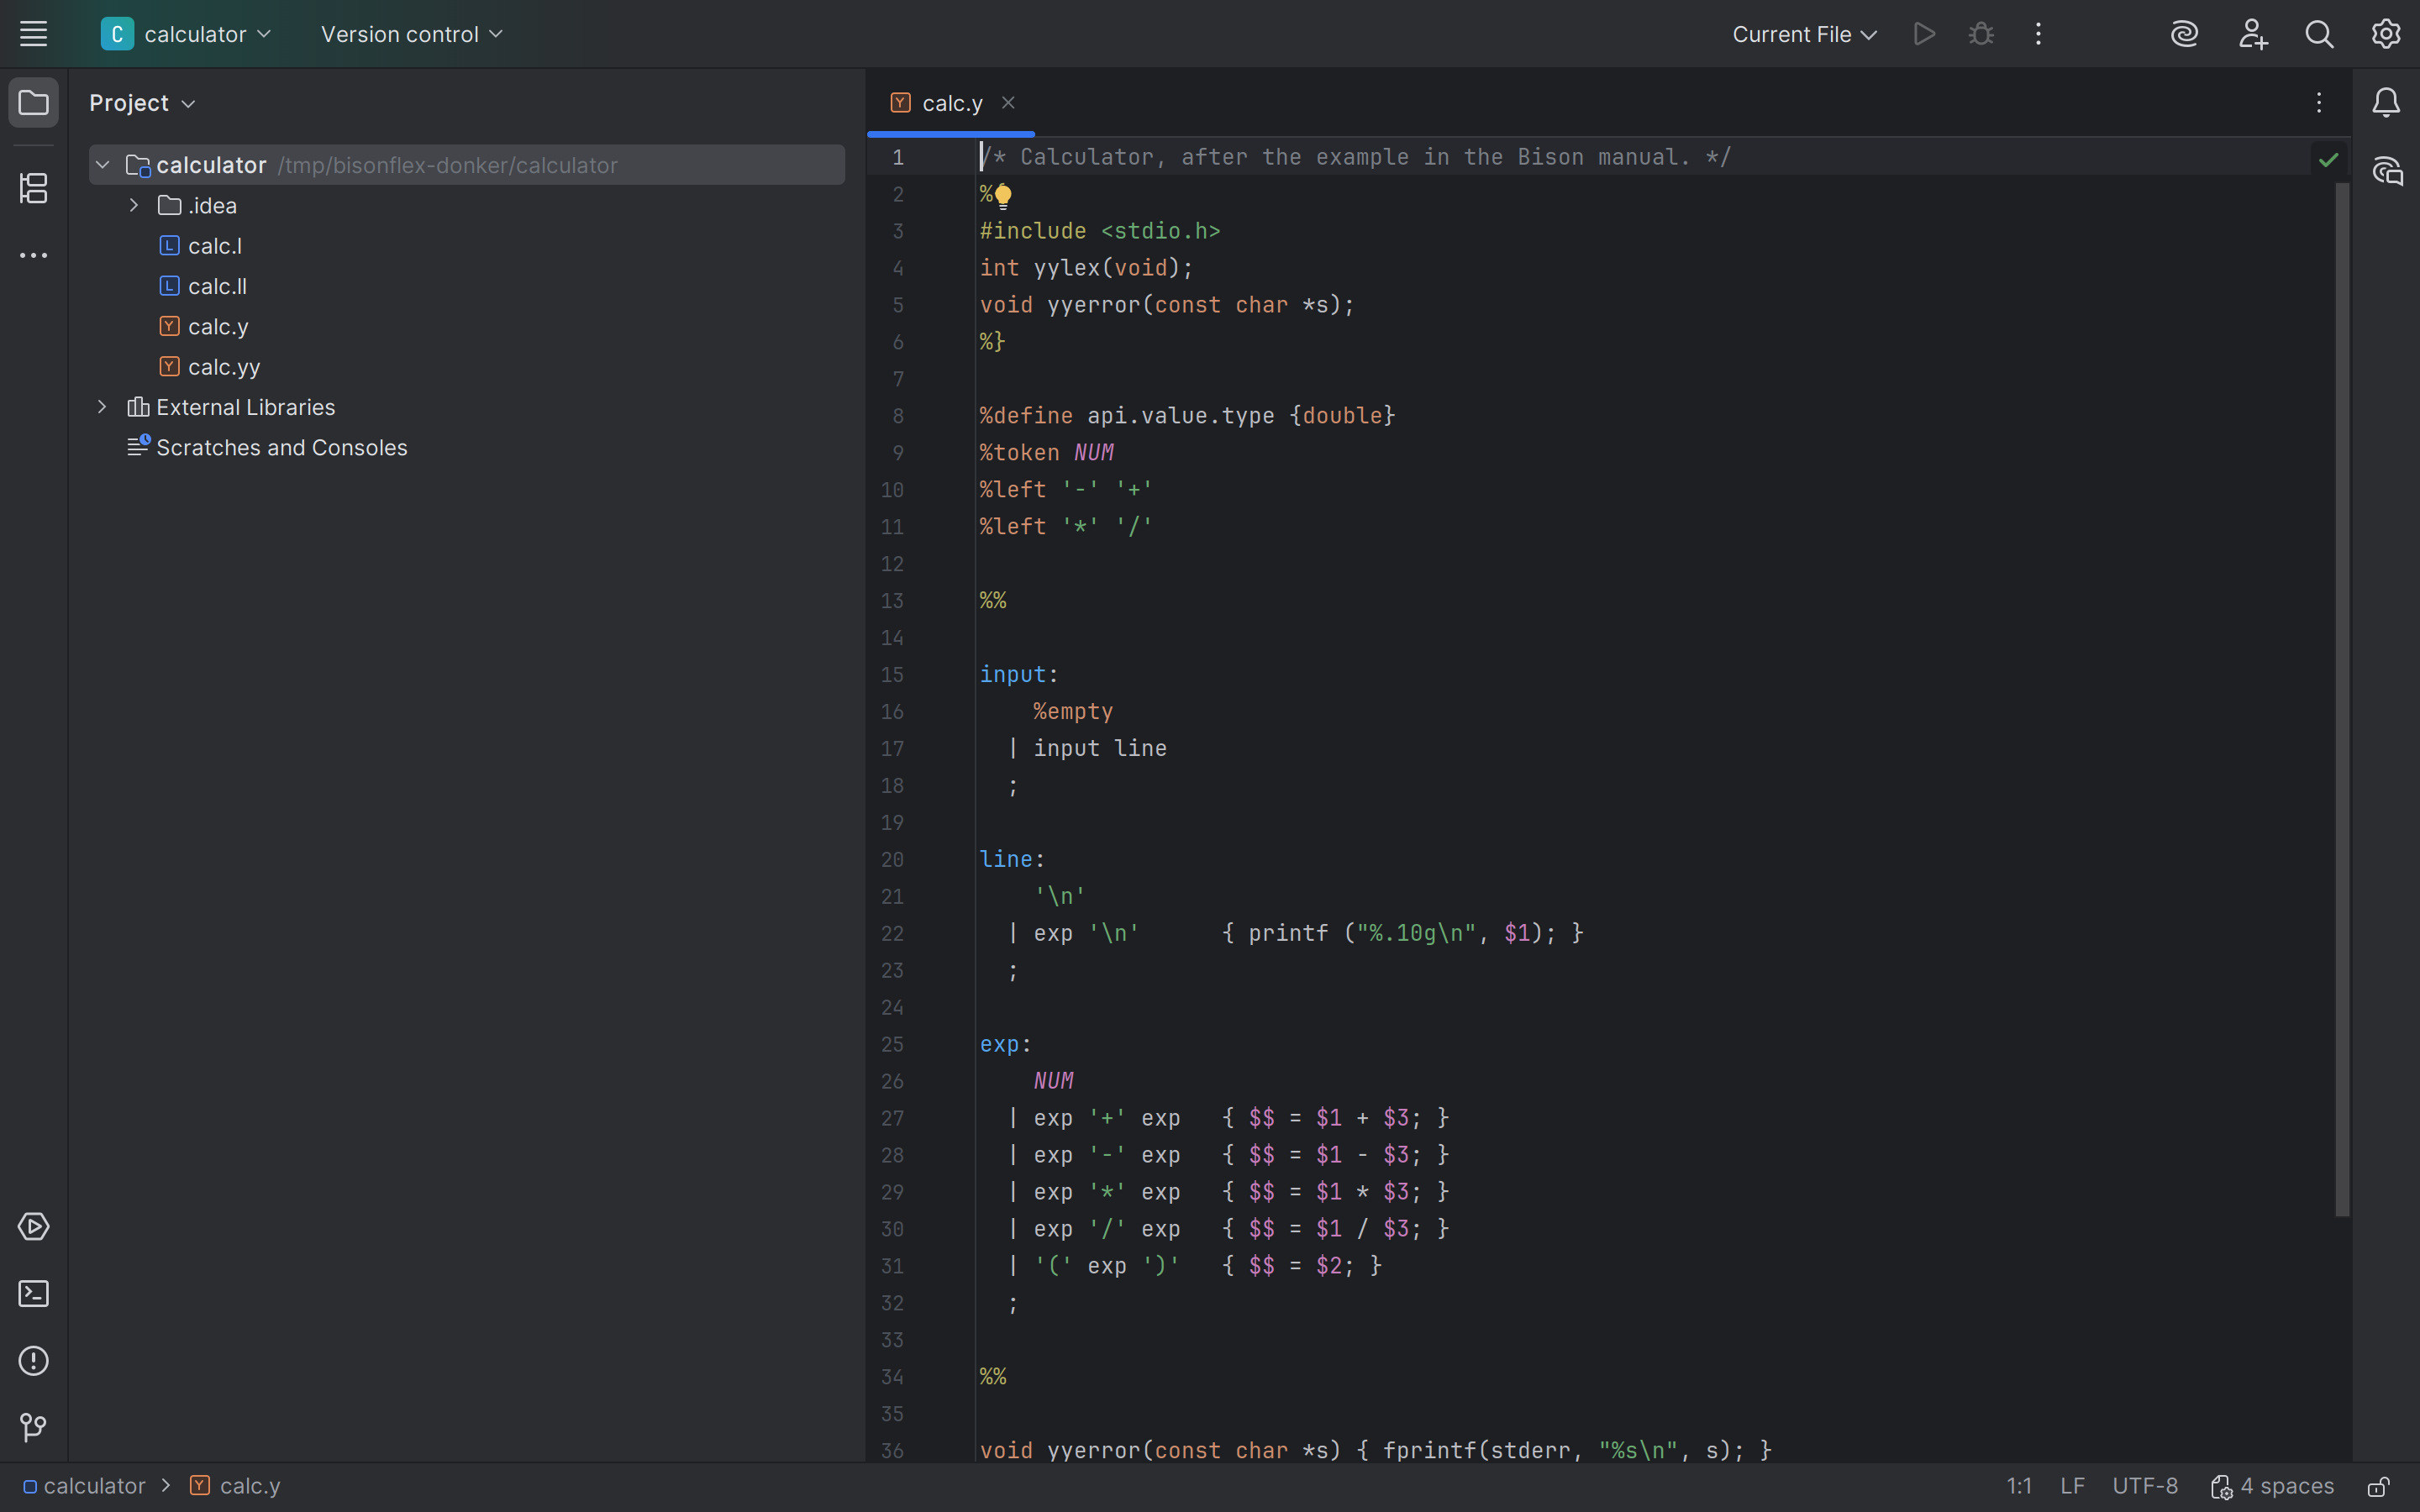 C calculator Version control Current File
Project
calculator /tmp/bisonflex-donker/calculator
.idea
L calc.l
L calc.ll
Y calc.y
Y calc.yy
External Libraries
Scratches and Consoles
Y calc.y
1 /* Calculator, after the example in the Bison manual. */
2 %
3 #include <stdio.h>
4 int yylex(void);
5 void yyerror(const char *s);
6 %}
7
8 %define api.value.type {double}
9 %token NUM
10 %left '-' '+'
11 %left '*' '/'
12
13 %%
14
15 input:
16 %empty
17 | input line
18 ;
19
20 line:
21 '\n'
22 | exp '\n' { printf ("%.10g\n", $1); }
23 ;
24
25 exp:
26 NUM
27 | exp '+' exp { $$ = $1 + $3; }
28 | exp '-' exp { $$ = $1 - $3; }
29 | exp '*' exp { $$ = $1 * $3; }
30 | exp '/' exp { $$ = $1 / $3; }
31 | '(' exp ')' { $$ = $2; }
32 ;
33
34 %%
35
36 void yyerror(const char *s) { fprintf(stderr, "%s\n", s); }
calculator > Y calc.y 1:1 LF UTF-8 4 spaces